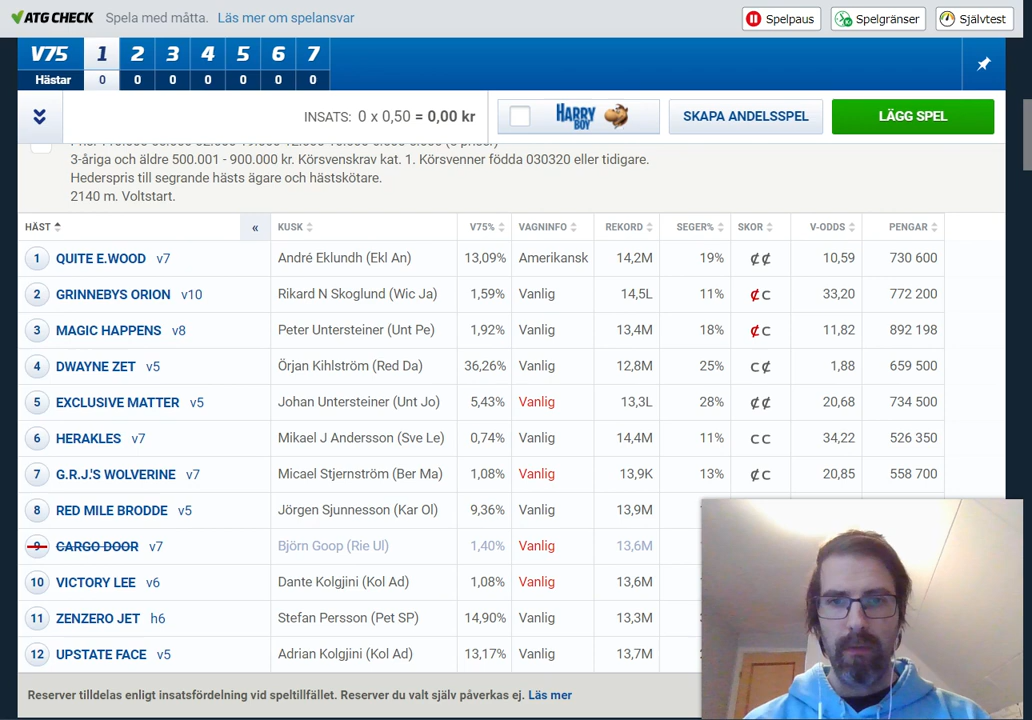 ATG CHECK Spela med måtta. Läs mer om spelansvar Spelpaus Spelgränser Självtest
V75 1 2 3 4 5 6 7
Hästar 0 0 0 0 0 0 0
INSATS: 0 x 0,50 = 0,00 kr HARRY BOY SKAPA ANDELSSPEL LÄGG SPEL
3-åriga och äldre 500.001 - 900.000 kr. Körsvenskrav kat. 1. Körsvenner födda 030320 eller tidigare.
Hederspris till segrande hästs ägare och hästskötare.
2140 m. Voltstart.
HÄST « KUSK V75% VAGNINFO REKORD SEGER% SKOR V-ODDS PENGAR
1 QUITE E.WOOD v7 André Eklundh (Ekl An) 13,09% Amerikansk 14,2M 19% ¢ ¢ 10,59 730 600
2 GRINNEBYS ORION v10 Rikard N Skoglund (Wic Ja) 1,59% Vanlig 14,5L 11% ¢ C 33,20 772 200
3 MAGIC HAPPENS v8 Peter Untersteiner (Unt Pe) 1,92% Vanlig 13,4M 18% ¢ C 11,82 892 198
4 DWAYNE ZET v5 Örjan Kihlström (Red Da) 36,26% Vanlig 12,8M 25% C ¢ 1,88 659 500
5 EXCLUSIVE MATTER v5 Johan Untersteiner (Unt Jo) 5,43% Vanlig 13,3L 28% ¢ ¢ 20,68 734 500
6 HERAKLES v7 Mikael J Andersson (Sve Le) 0,74% Vanlig 14,4M 11% C C 34,22 526 350
7 G.R.J.'S WOLVERINE v7 Micael Stjernström (Ber Ma) 1,08% Vanlig 13,9K 13% ¢ C 20,85 558 700
8 RED MILE BRODDE v5 Jörgen Sjunnesson (Kar Ol) 9,36% Vanlig 13,9M
9 CARGO DOOR v7 Björn Goop (Rie Ul) 1,40% Vanlig 13,6M
10 VICTORY LEE v6 Dante Kolgjini (Kol Ad) 1,08% Vanlig 13,6M
11 ZENZERO JET h6 Stefan Persson (Pet SP) 14,90% Vanlig 13,3M
12 UPSTATE FACE v5 Adrian Kolgjini (Kol Ad) 13,17% Vanlig 13,7M
Reserver tilldelas enligt insatsfördelning vid speltillfället. Reserver du valt själv påverkas ej. Läs mer